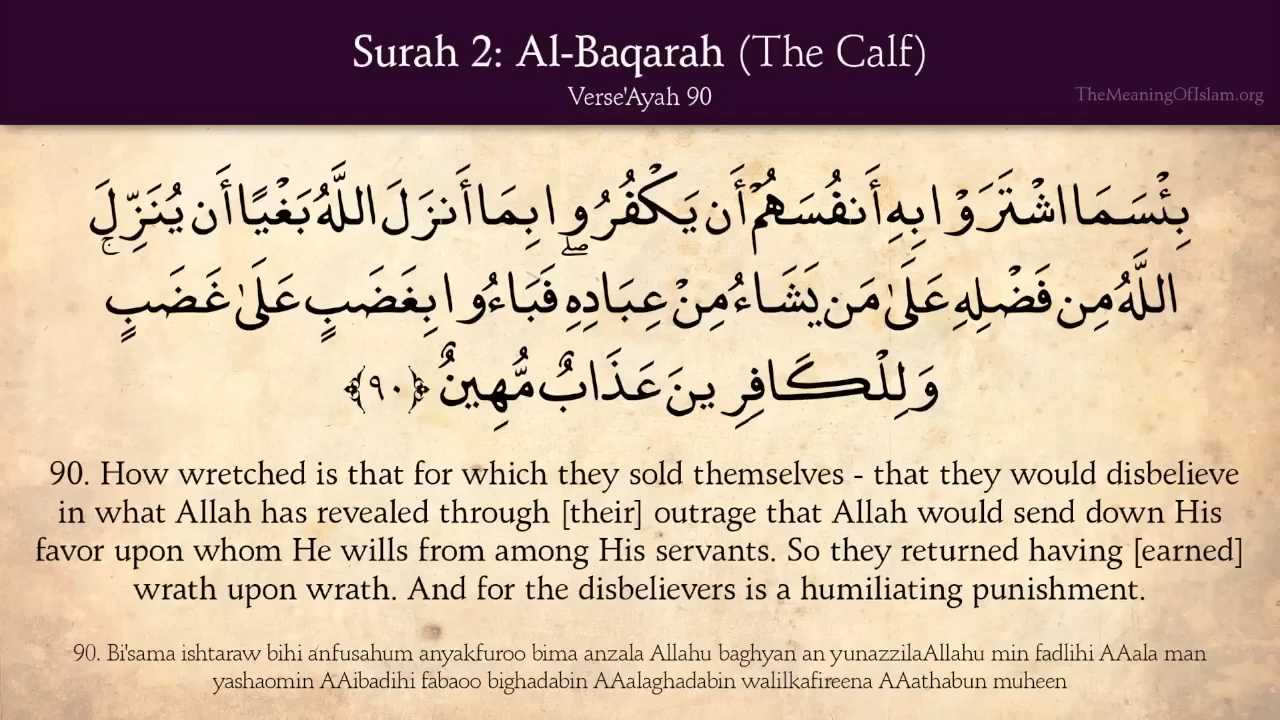 Surah 2: Al-Baqarah (The Calf)
Verse'Ayah 90
TheMeaningOfIslam.org
بِئْسَمَا اشْتَرَوْا بِهِ أَنفُسَهُمْ أَن يَكْفُرُوا بِمَا أَنزَلَ اللَّهُ بَغْيًا أَن يُنَزِّلَ
اللَّهُ مِن فَضْلِهِ عَلَىٰ مَن يَشَاءُ مِنْ عِبَادِهِ ۖ فَبَاءُوا بِغَضَبٍ عَلَىٰ غَضَبٍ ۚ
وَلِلْكَافِرِينَ عَذَابٌ مُّهِينٌ ﴿٩٠﴾
90. How wretched is that for which they sold themselves - that they would disbelieve
in what Allah has revealed through [their] outrage that Allah would send down His
favor upon whom He wills from among His servants. So they returned having [earned]
wrath upon wrath. And for the disbelievers is a humiliating punishment.
90. Bi'sama ishtaraw bihi anfusahum anyakfuroo bima anzala Allahu baghyan an yunazzilaAllahu min fadlihi AAala man
yashaomin AAibadihi fabaoo bighadabin AAalaghadabin walilkafireena AAathabun muheen